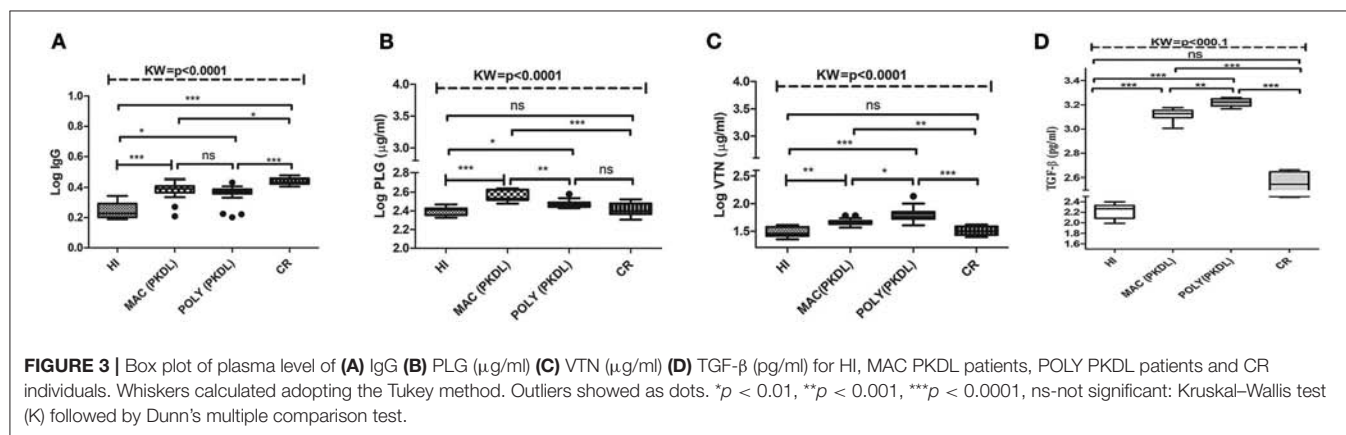 A
KW=p<0.0001
***
*
*
***
ns
***
Log IgG
1.0
0.8
0.6
0.4
0.2
0.0
HI
MAC (PKDL)
POLY (PKDL)
CR
B
KW=p<0.0001
ns
***
*
***
**
ns
Log PLG (μg/ml)
4.0
3.5
3.0
2.8
2.6
2.4
2.2
2.0
HI
MAC (PKDL)
POLY (PKDL)
CR
C
KW=p<0.0001
ns
**
***
**
*
***
Log VTN (μg/ml)
4.0
3.5
3.0
2.5
2.0
1.5
HI
MAC(PKDL)
POLY(PKDL)
CR
D
KW=p<000.1
ns
***
***
***
**
***
TGF-β (pg/ml)
3.4
3.2
3.0
2.6
2.2
2.0
1.8
1.6
HI
MAC (PKDL)
POLY(PKDL)
CR
FIGURE 3 | Box plot of plasma level of (A) IgG (B) PLG (μg/ml) (C) VTN (μg/ml) (D) TGF-β (pg/ml) for HI, MAC PKDL patients, POLY PKDL patients and CR
individuals. Whiskers calculated adopting the Tukey method. Outliers showed as dots. *p < 0.01, **p < 0.001, ***p < 0.0001, ns-not significant: Kruskal–Wallis test
(K) followed by Dunn's multiple comparison test.